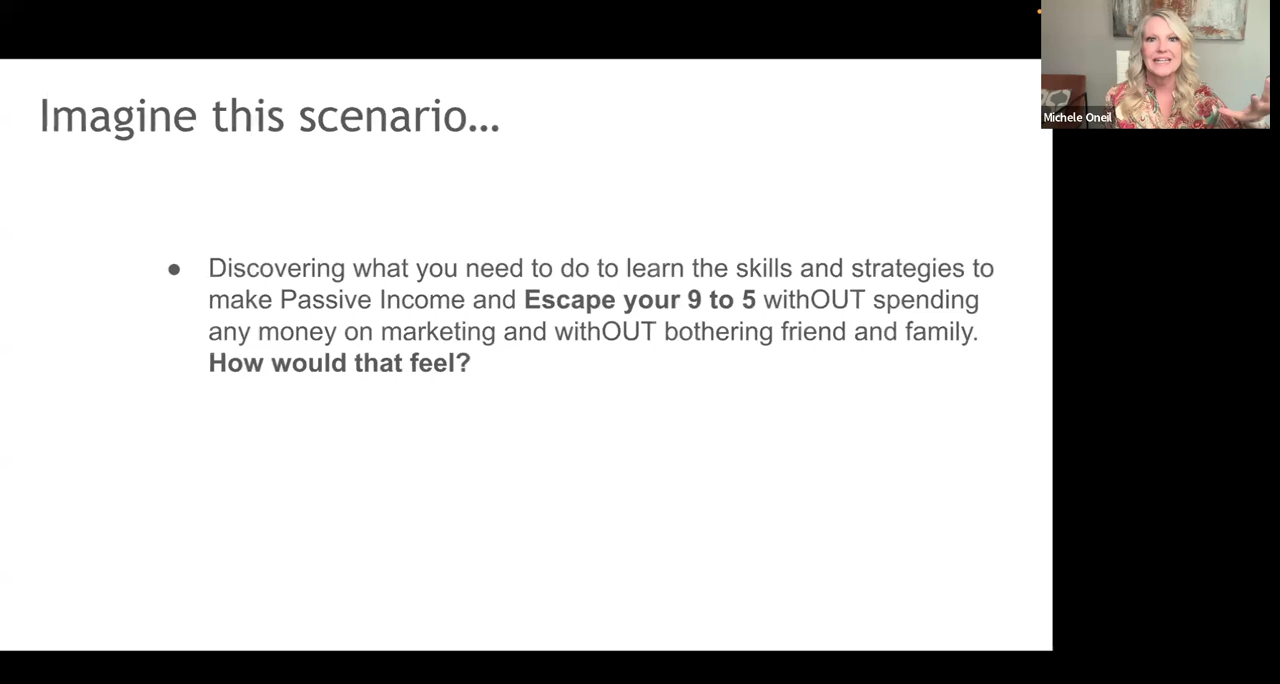 Imagine this scenario...
Michele Oneil
● Discovering what you need to do to learn the skills and strategies to
make Passive Income and Escape your 9 to 5 withOUT spending
any money on marketing and withOUT bothering friend and family.
How would that feel?